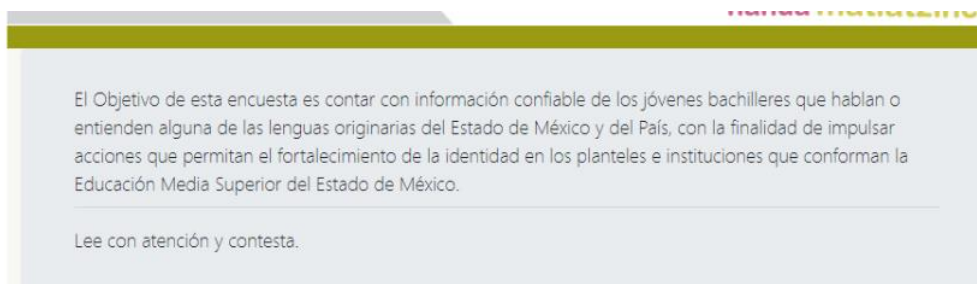 El Objetivo de esta encuesta es contar con información confiable de los jóvenes bachilleres que hablan o
entienden alguna de las lenguas originarias del Estado de México y del País, con la finalidad de impulsar
acciones que permitan el fortalecimiento de la identidad en los planteles e instituciones que conforman la
Educación Media Superior del Estado de México.
Lee con atención y contesta.